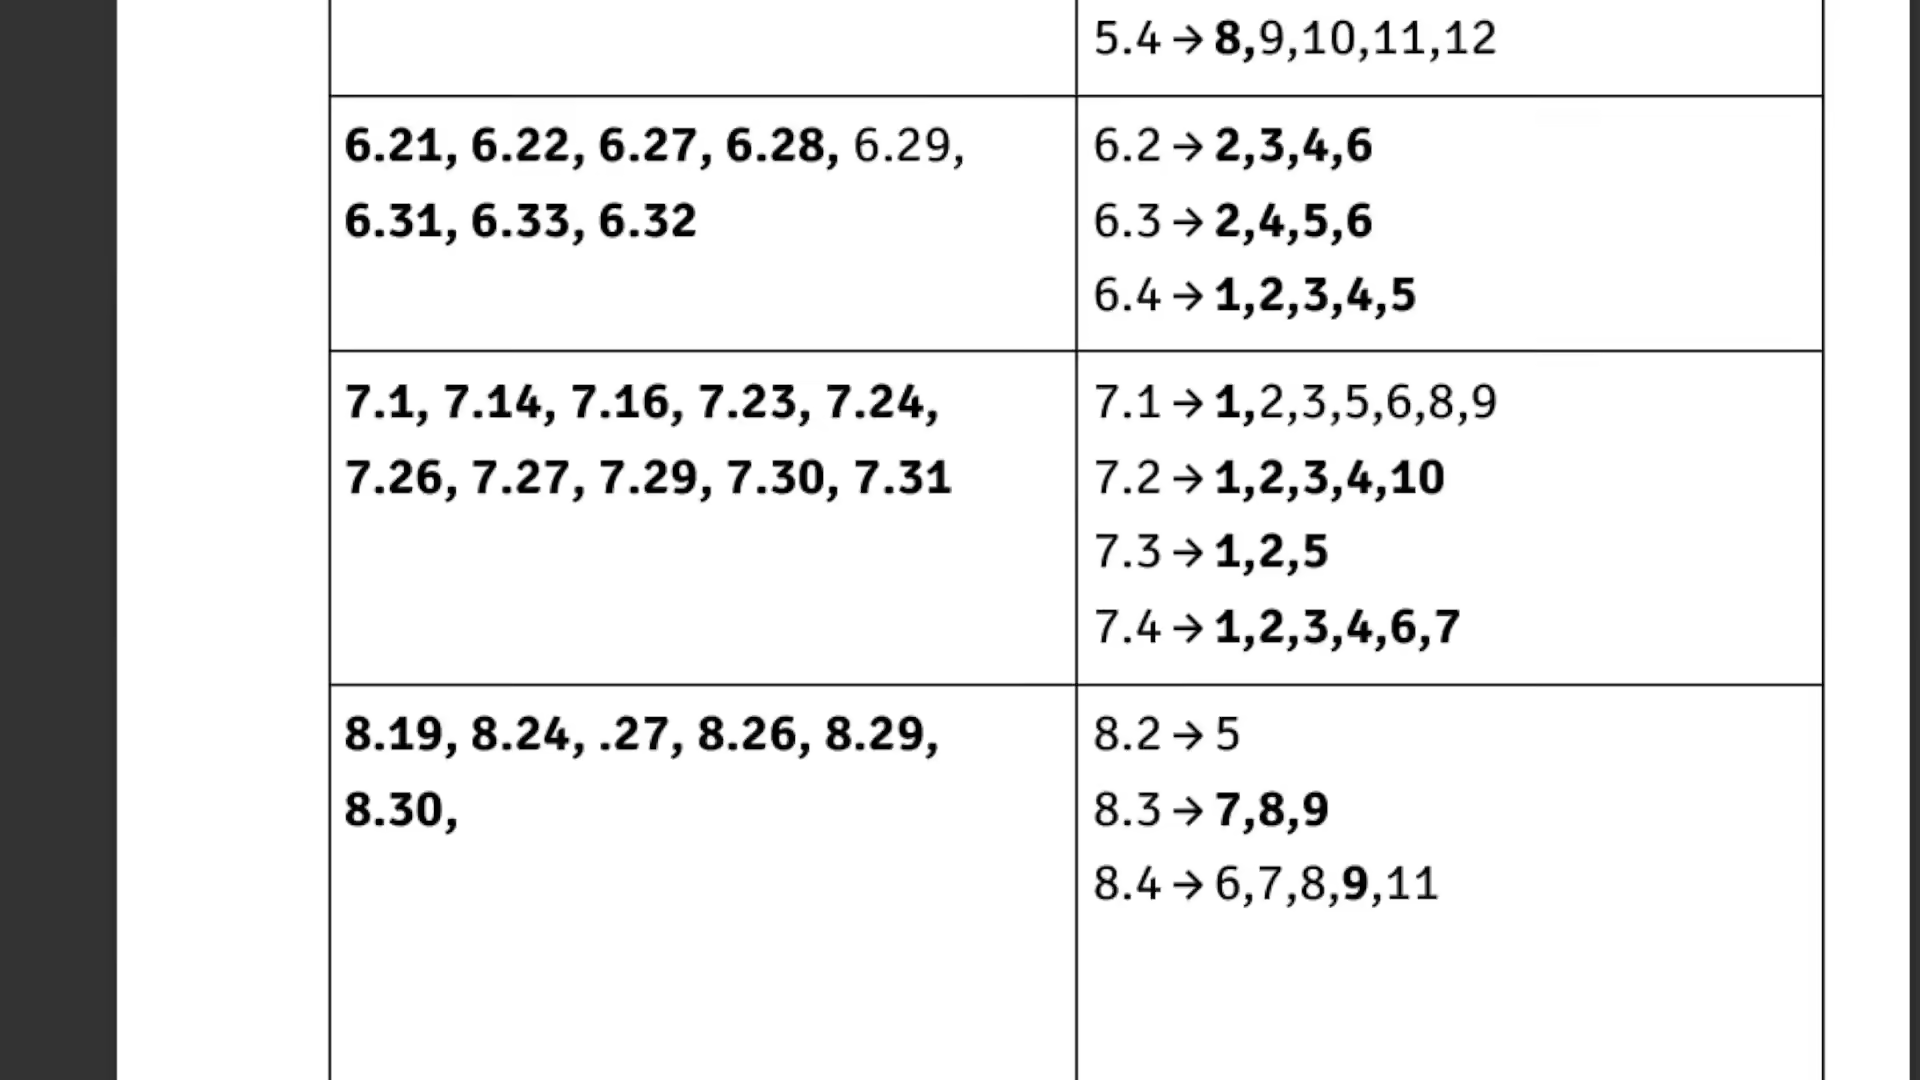 5.4 → 8,9,10,11,12
6.21, 6.22, 6.27, 6.28, 6.29,
6.31, 6.33, 6.32
6.2 → 2,3,4,6
6.3 → 2,4,5,6
6.4 → 1,2,3,4,5
7.1, 7.14, 7.16, 7.23, 7.24,
7.26, 7.27, 7.29, 7.30, 7.31
7.1 → 1,2,3,5,6,8,9
7.2 → 1,2,3,4,10
7.3 → 1,2,5
7.4 → 1,2,3,4,6,7
8.19, 8.24, .27, 8.26, 8.29,
8.30,
8.2 → 5
8.3 → 7,8,9
8.4 → 6,7,8,9,11